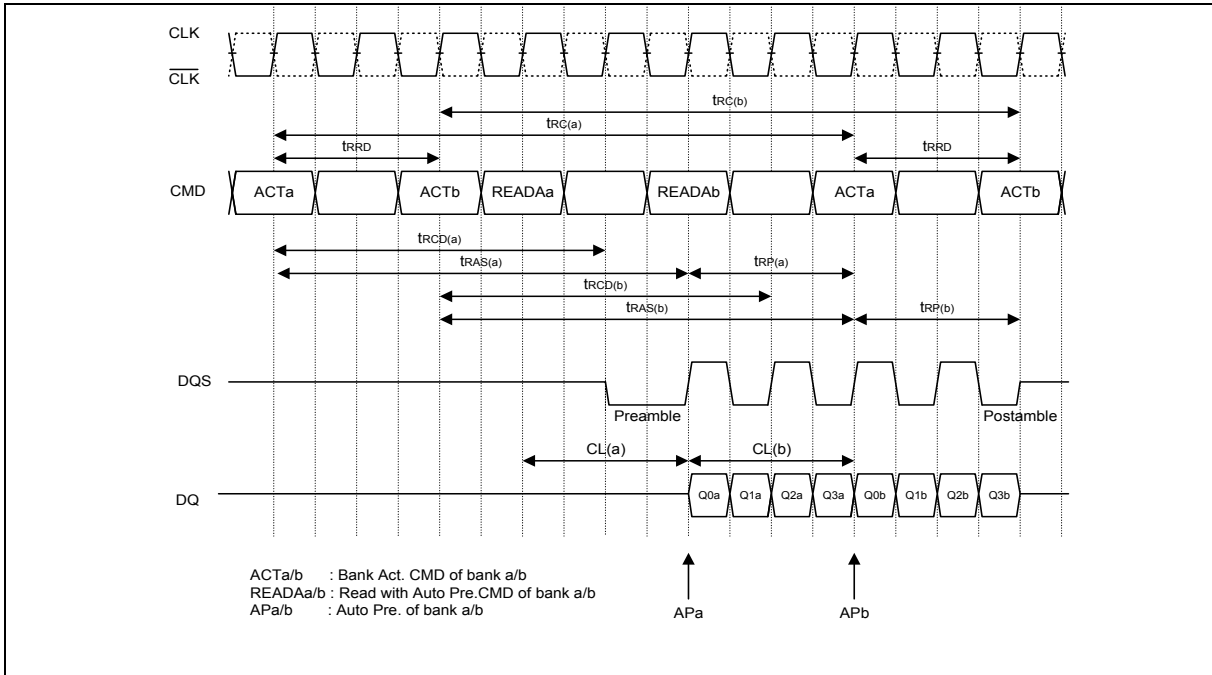 CLK
CLK
tRC(b)
tRC(a)
tRRD
tRRD
CMD
ACTa
ACTb
READAa
READAb
ACTa
ACTb
tRCD(a)
tRAS(a)
tRP(a)
tRCD(b)
tRAS(b)
tRP(b)
DQS
Preamble
Postamble
CL(a)
CL(b)
DQ
Q0a
Q1a
Q2a
Q3a
Q0b
Q1b
Q2b
Q3b
ACTa/b : Bank Act. CMD of bank a/b
READAa/b : Read with Auto Pre.CMD of bank a/b
APa/b : Auto Pre. of bank a/b
APa
APb